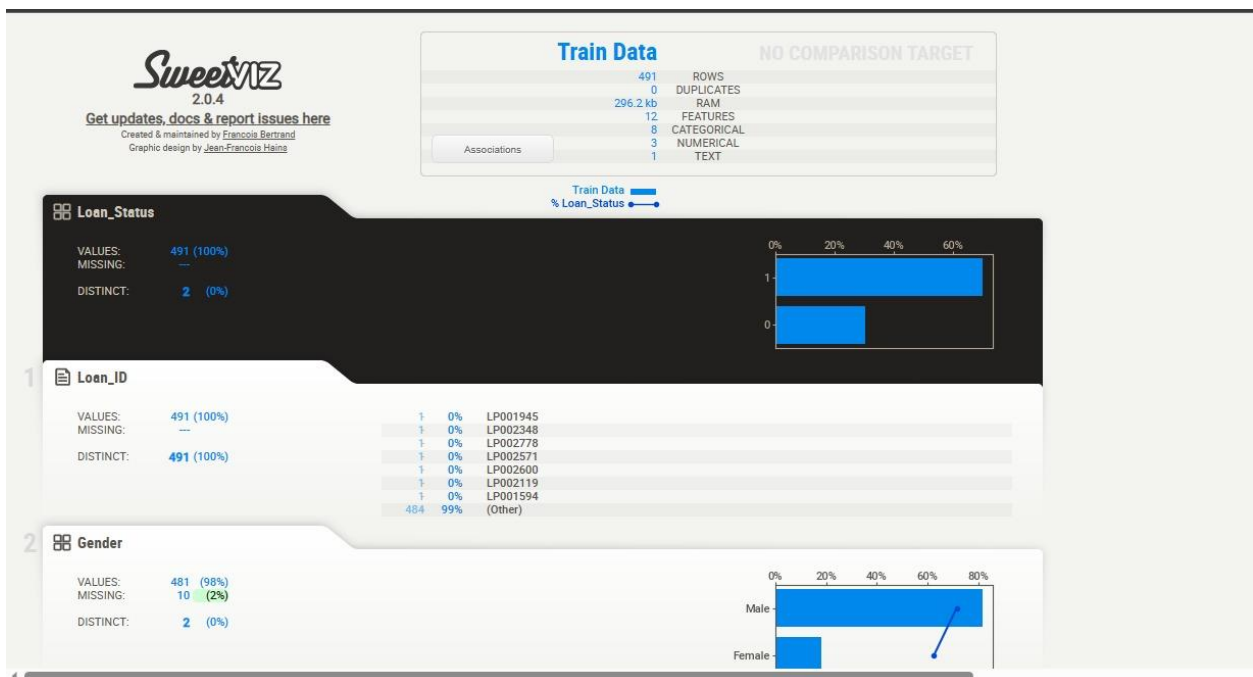 SweetVIZ
2.0.4
Get updates, docs & report issues here
Created & maintained by Francois Bertrand
Graphic design by Jean-Francois Hains
Train Data NO COMPARISON TARGET
491 ROWS
0 DUPLICATES
296.2 kb RAM
12 FEATURES
8 CATEGORICAL
3 NUMERICAL
1 TEXT
Associations
Train Data
% Loan_Status
Loan_Status
VALUES: 491 (100%)
MISSING: ---
DISTINCT: 2 (0%)
0% 20% 40% 60%
1
0
1 Loan_ID
VALUES: 491 (100%)
MISSING: ---
DISTINCT: 491 (100%)
1 0% LP001945
1 0% LP002348
1 0% LP002778
1 0% LP002571
1 0% LP002600
1 0% LP002119
1 0% LP001594
484 99% (Other)
2 Gender
VALUES: 481 (98%)
MISSING: 10 (2%)
DISTINCT: 2 (0%)
0% 20% 40% 60% 80%
Male
Female